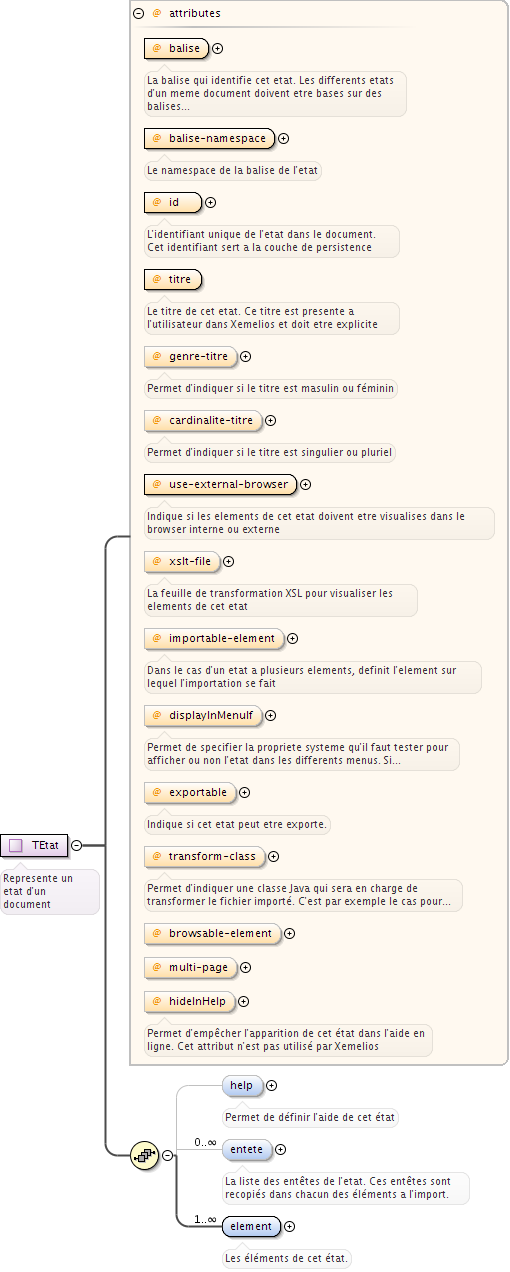 @ attributes
@ balise
La balise qui identifie cet etat. Les differents etats
d'un meme document doivent etre bases sur des
balises...
@ balise-namespace
Le namespace de la balise de l'etat
@ id
L'identifiant unique de l'etat dans le document.
Cet identifiant sert a la couche de persistence
@ titre
Le titre de cet etat. Ce titre est presente a
l'utilisateur dans Xemelios et doit etre explicite
@ genre-titre
Permet d'indiquer si le titre est masulin ou féminin
@ cardinalite-titre
Permet d'indiquer si le titre est singulier ou pluriel
@ use-external-browser
Indique si les elements de cet etat doivent etre visualises dans le
browser interne ou externe
@ xslt-file
La feuille de transformation XSL pour visualiser les
elements de cet etat
@ importable-element
Dans le cas d'un etat a plusieurs elements, definit l'element sur
lequel l'importation se fait
@ displayInMenuIf
Permet de specifier la propriete systeme qu'il faut tester pour
afficher ou non l'etat dans les differents menus. Si...
@ exportable
Indique si cet etat peut etre exporte.
@ transform-class
Permet d'indiquer une classe Java qui sera en charge de
transformer le fichier importé. C'est par exemple le cas pour...
@ browsable-element
@ multi-page
@ hideInHelp
Permet d'empêcher l'apparition de cet état dans l'aide en
ligne. Cet attribut n'est pas utilisé par Xemelios
TEtat
Represente un
etat d'un
document
help
Permet de définir l'aide de cet état
0..∞
entete
La liste des entêtes de l'etat. Ces entêtes sont
recopiés dans chacun des éléments a l'import.
1..∞
element
Les éléments de cet état.